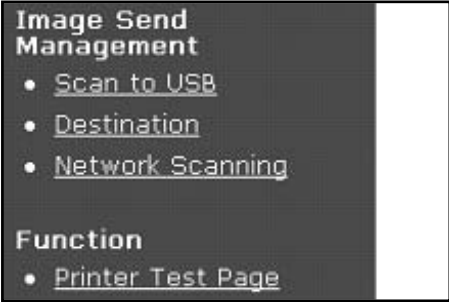 Image Send
Management
• Scan to USB
• Destination
• Network Scanning
Function
• Printer Test Page